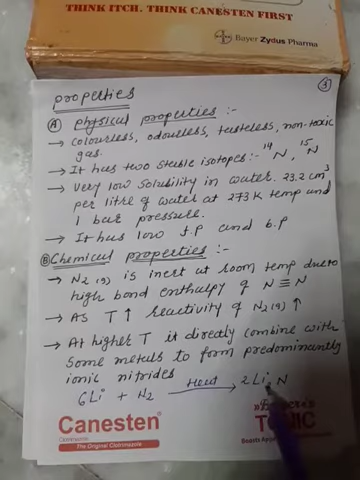 THINK ITCH. THINK CANESTEN FIRST
Bayer Zydus Pharma
3
Properties
A Physical properties :-
→ Colourless, odourless, tasteless, non-toxic
gas.
→ It has two stable isotopes :- ¹⁴N, ¹⁵N
→ Very low solubility in water. 23.2 cm³
per litre of water at 273 K temp and
1 bar pressure.
→ It has low f.p and b.p
B Chemical properties :-
→ N₂ (g) is inert at room temp due to
high bond enthalpy of N ≡ N
→ As T ↑ reactivity of N₂ (g) ↑
→ At higher T it directly combine with
some metals to form predominantly
ionic nitrides
6Li + N₂ Heat → 2Li N
Canesten
Clotrimazole
The Original Clotrimazole
TONIC